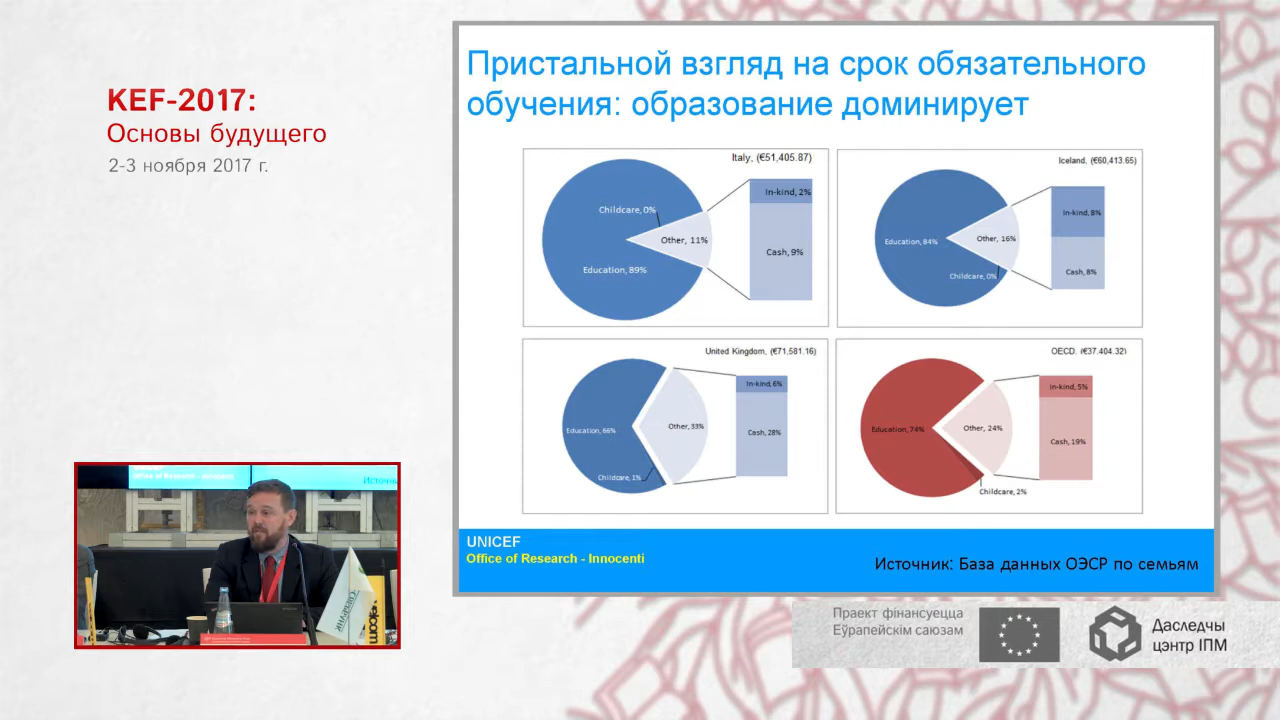 KEF-2017:
Основы будущего
2-3 ноября 2017 г.
Пристальной взгляд на срок обязательного
обучения: образование доминирует
Italy, (€51,405.87)
Childcare, 0%
Other, 11%
Education, 89%
In-kind, 2%
Cash, 9%
Iceland, (€60,413.65)
Education, 84%
Other, 16%
Childcare, 0%
In-kind, 8%
Cash, 8%
United Kingdom, (€71,581.16)
Education, 66%
Other, 33%
Childcare, 1%
In-kind, 6%
Cash, 28%
OECD, (€37,404.32)
Education, 74%
Other, 24%
Childcare, 2%
In-kind, 5%
Cash, 19%
UNICEF
Office of Research - Innocenti
Источник: База данных ОЭСР по семьям
Office of Research - Innocenti
Праект фінансуецца
Еўрапейскім саюзам
Даследчы
цэнтр ІПМ